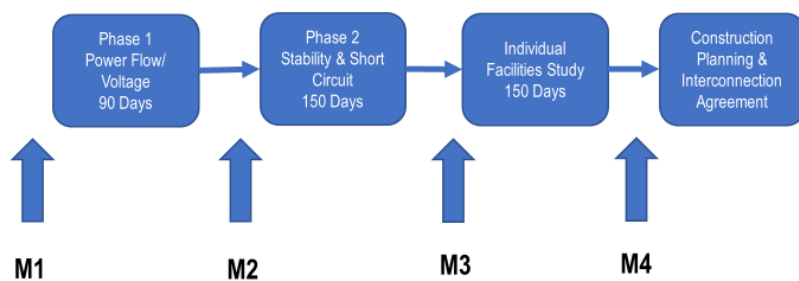 Phase 1
Power Flow/
Voltage
90 Days
Phase 2
Stability & Short
Circuit
150 Days
Individual
Facilities Study
150 Days
Construction
Planning &
Interconnection
Agreement
M1
M2
M3
M4